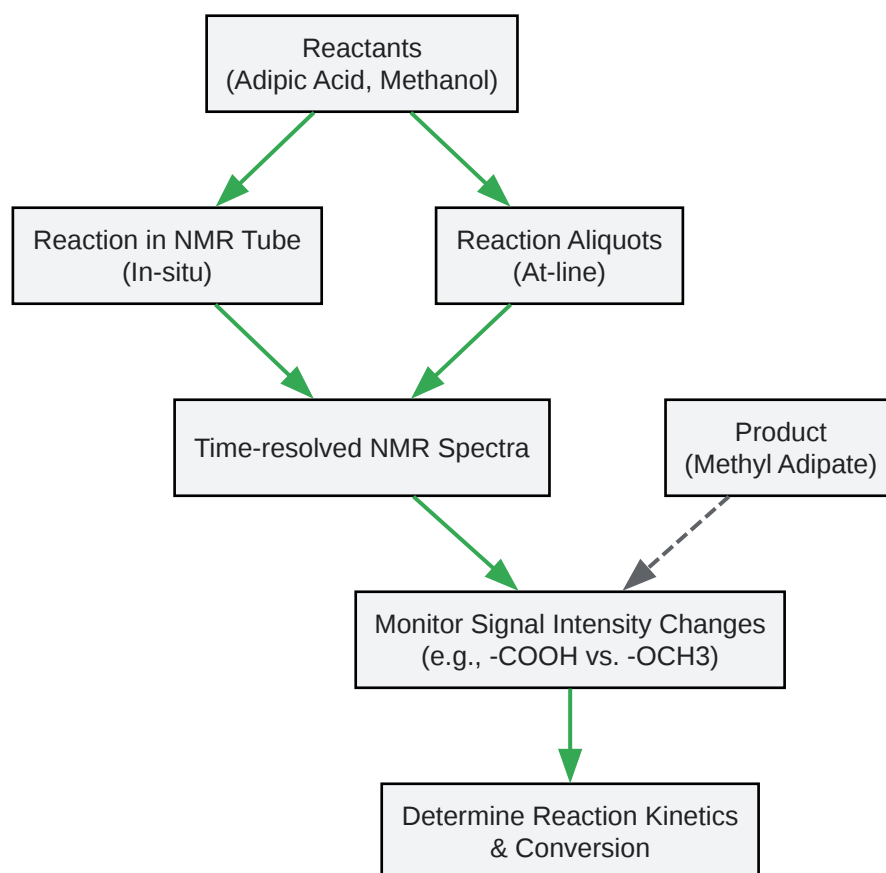 Reactants
(Adipic Acid, Methanol)
Reaction in NMR Tube
(In-situ)
Reaction Aliquots
(At-line)
Time-resolved NMR Spectra
Product
(Methyl Adipate)
Monitor Signal Intensity Changes
(e.g., -COOH vs. -OCH3)
Determine Reaction Kinetics
& Conversion